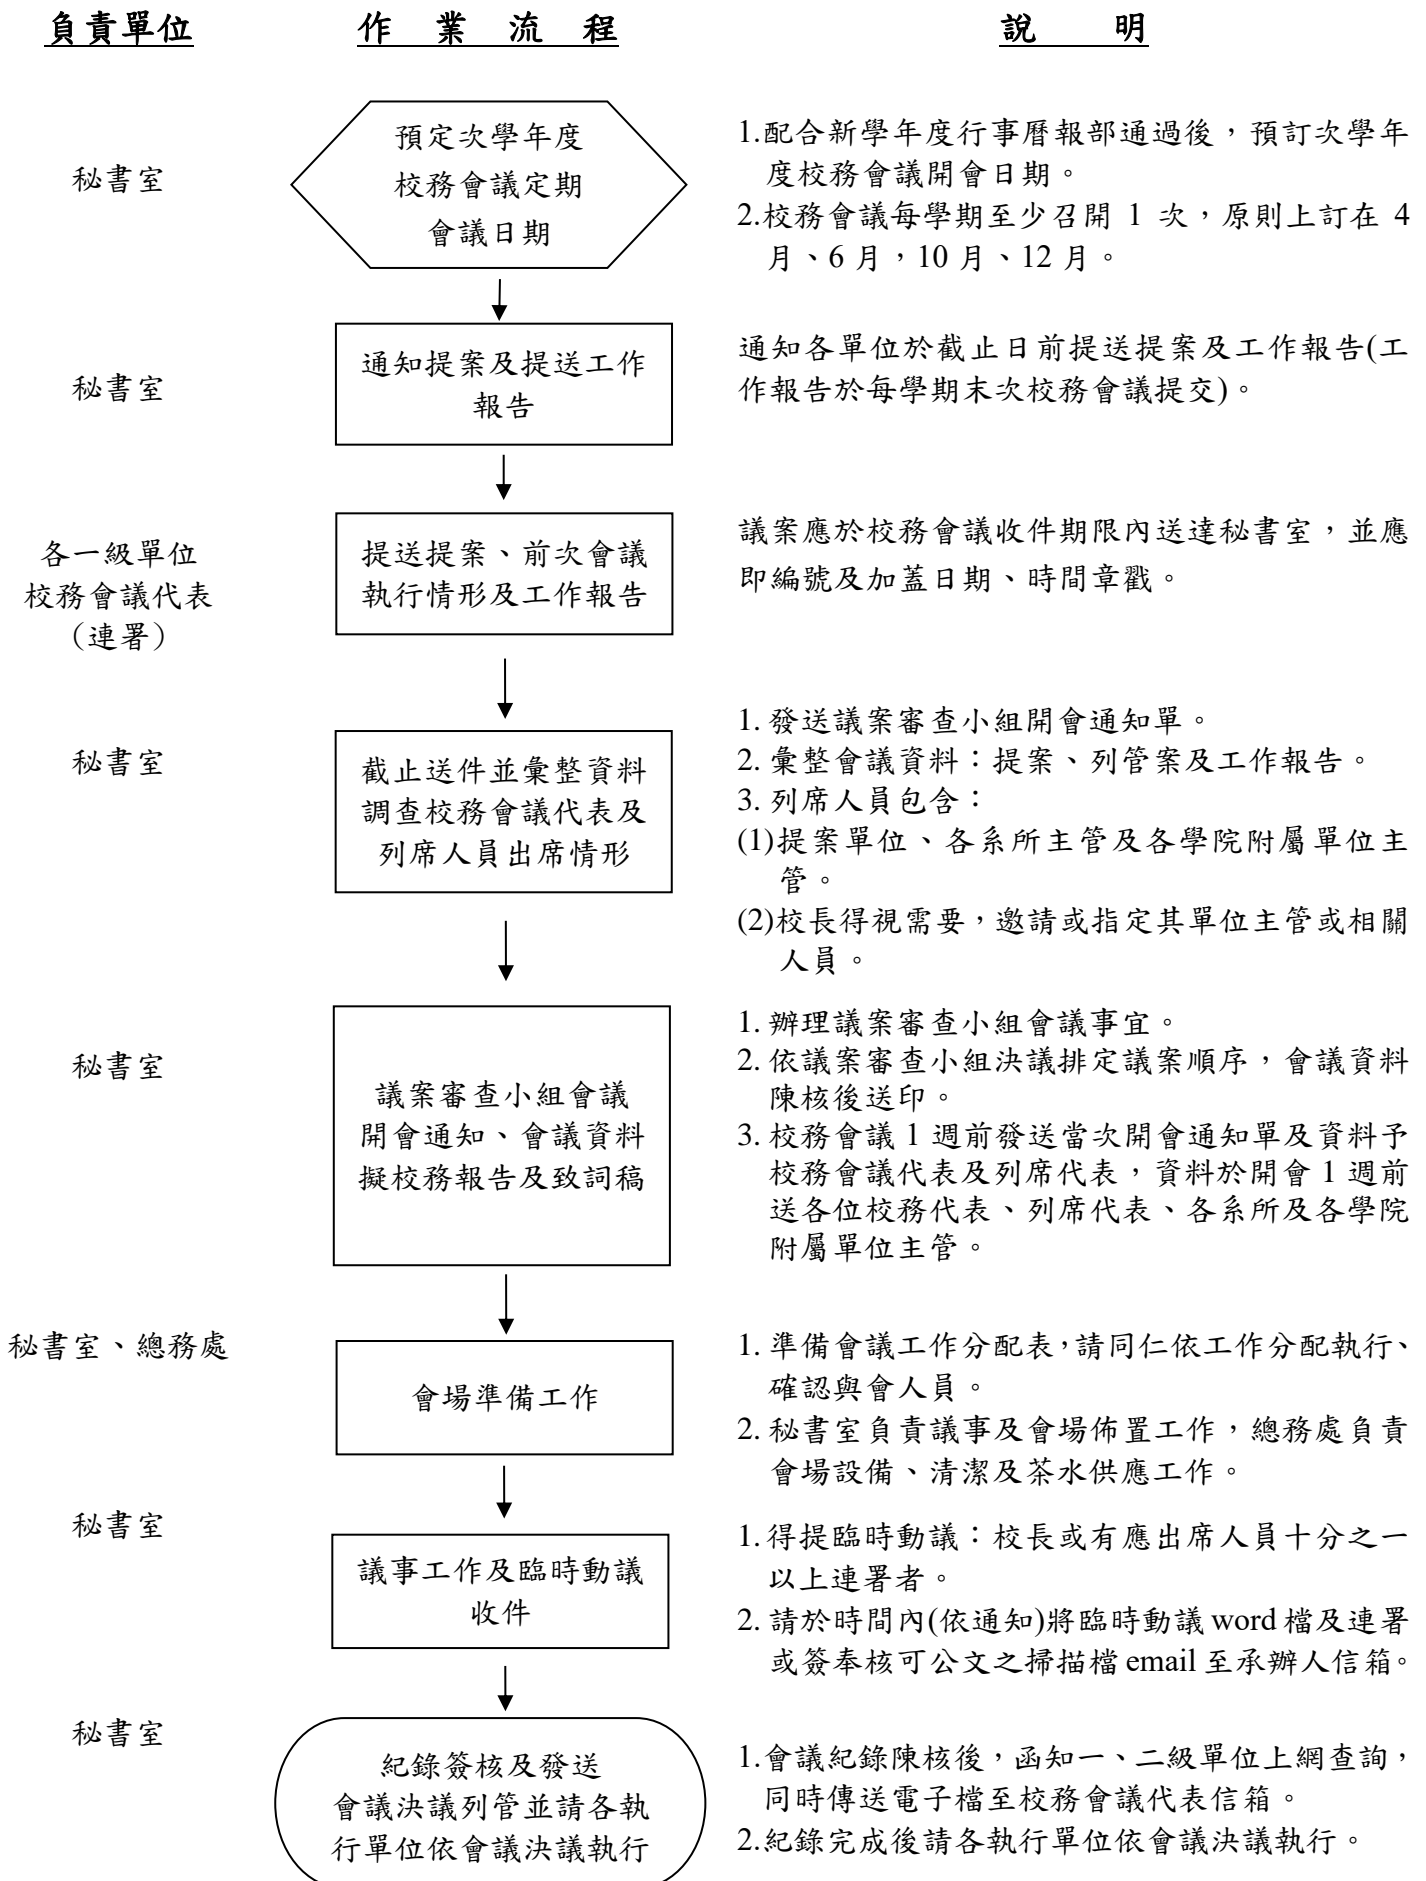 負責單位 作業流程 說明
秘書室
預定次學年度
校務會議定期
會議日期
1.配合新學年度行事曆報部通過後，預訂次學年
度校務會議開會日期。
2.校務會議每學期至少召開 1 次，原則上訂在 4
月、6 月，10 月、12 月。
秘書室
通知提案及提送工作
報告
通知各單位於截止日前提送提案及工作報告(工
作報告於每學期末次校務會議提交)。
各一級單位
校務會議代表
（連署）
提送提案、前次會議
執行情形及工作報告
議案應於校務會議收件期限內送達秘書室，並應
即編號及加蓋日期、時間章戳。
秘書室
截止送件並彙整資料
調查校務會議代表及
列席人員出席情形
1. 發送議案審查小組開會通知單。
2. 彙整會議資料：提案、列管案及工作報告。
3. 列席人員包含：
(1)提案單位、各系所主管及各學院附屬單位主
管。
(2)校長得視需要，邀請或指定其單位主管或相關
人員。
秘書室
議案審查小組會議
開會通知、會議資料
擬校務報告及致詞稿
1. 辦理議案審查小組會議事宜。
2. 依議案審查小組決議排定議案順序，會議資料
陳核後送印。
3. 校務會議 1 週前發送當次開會通知單及資料予
校務會議代表及列席代表，資料於開會 1 週前
送各位校務代表、列席代表、各系所及各學院
附屬單位主管。
秘書室、總務處
會場準備工作
1. 準備會議工作分配表，請同仁依工作分配執行、
確認與會人員。
2. 秘書室負責議事及會場佈置工作，總務處負責
會場設備、清潔及茶水供應工作。
秘書室
議事工作及臨時動議
收件
1. 得提臨時動議：校長或有應出席人員十分之一
以上連署者。
2. 請於時間內(依通知)將臨時動議 word 檔及連署
或簽奉核可公文之掃描檔 email 至承辦人信箱。
秘書室
紀錄簽核及發送
會議決議列管並請各執
行單位依會議決議執行
1.會議紀錄陳核後，函知一、二級單位上網查詢，
同時傳送電子檔至校務會議代表信箱。
2.紀錄完成後請各執行單位依會議決議執行。